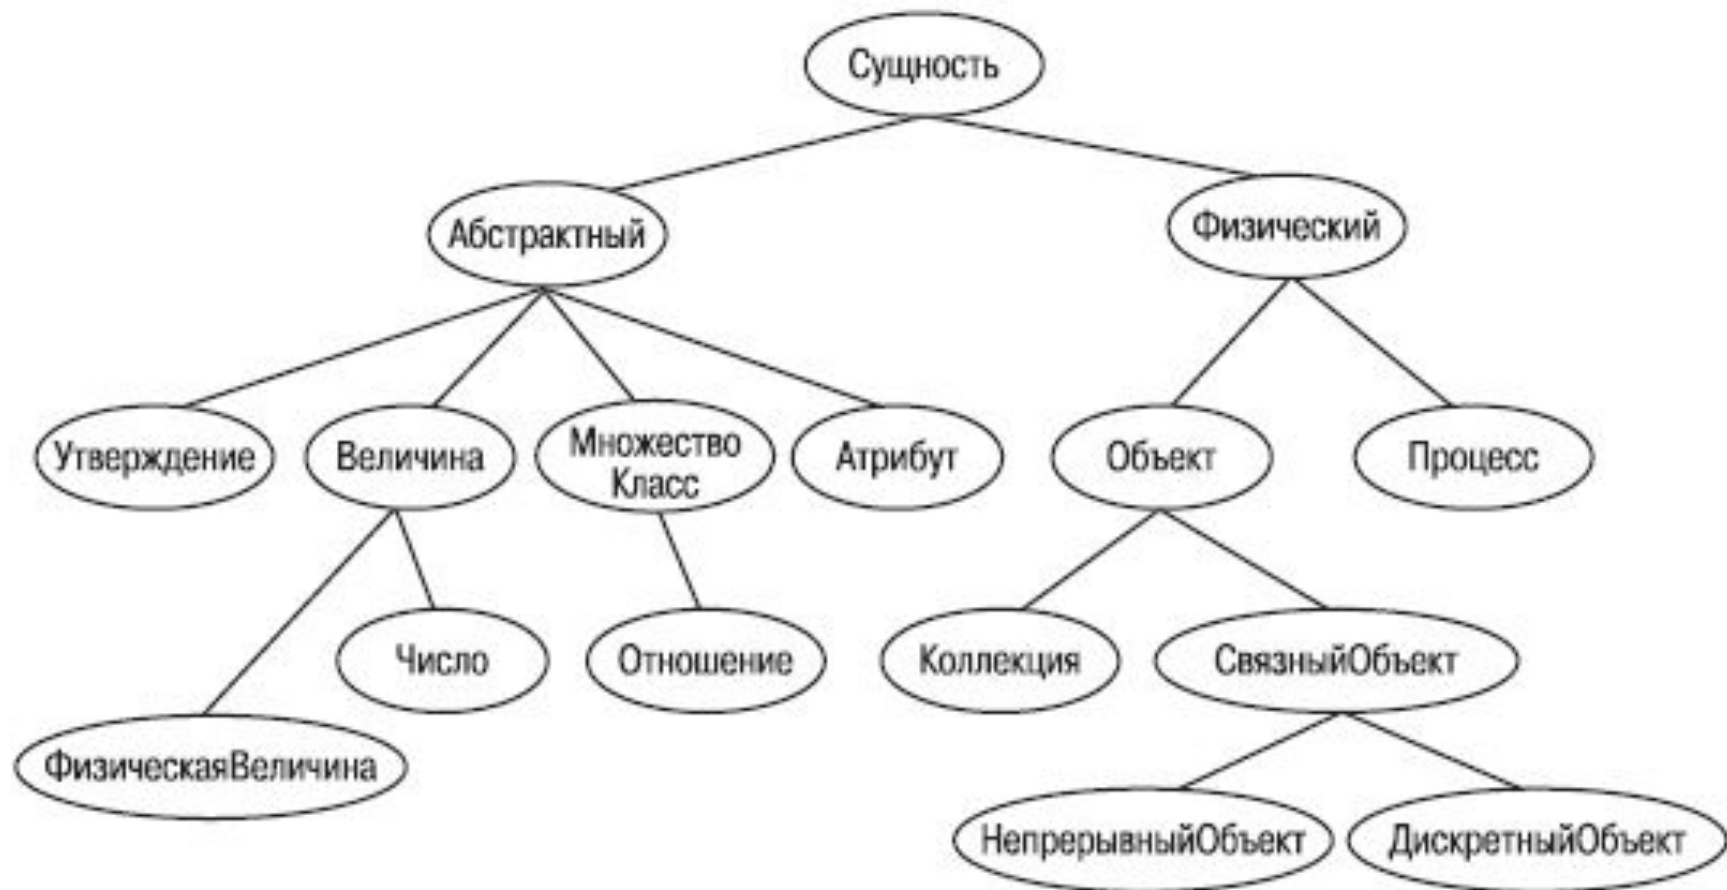 Сущность
Абстрактный
Физический
Утверждение
Величина
Множество
Класс
Атрибут
Объект
Процесс
Число
Отношение
Коллекция
СвязныйОбъект
ФизическаяВеличина
НепрерывныйОбъект
ДискретныйОбъект